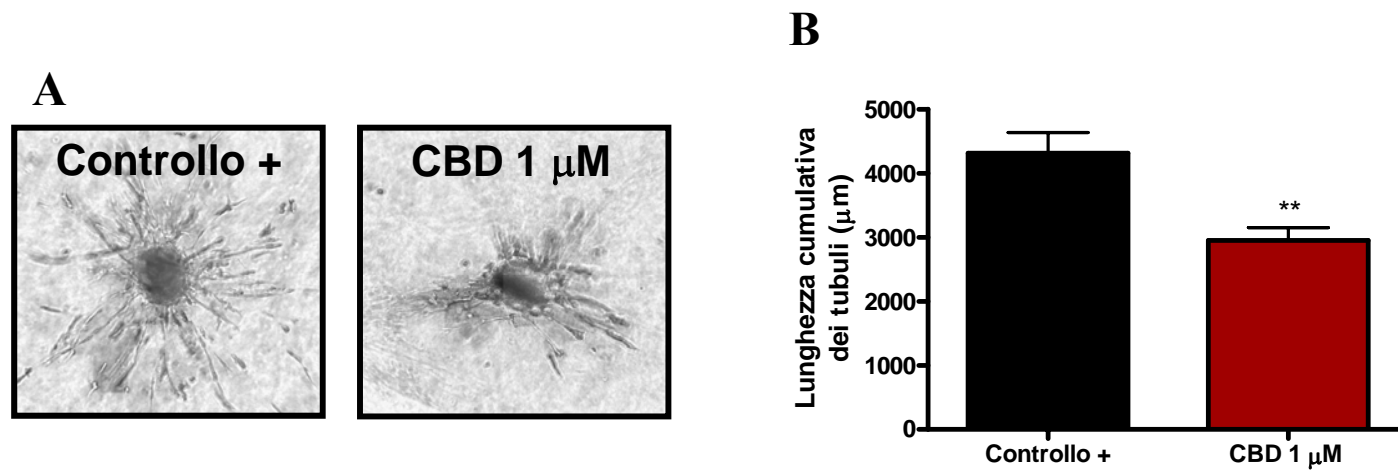 A
Controllo +
CBD 1 μM
B
Lunghezza cumulativa
dei tubuli (μm)
5000
4000
3000
2000
1000
0
**
Controllo +
CBD 1 μM